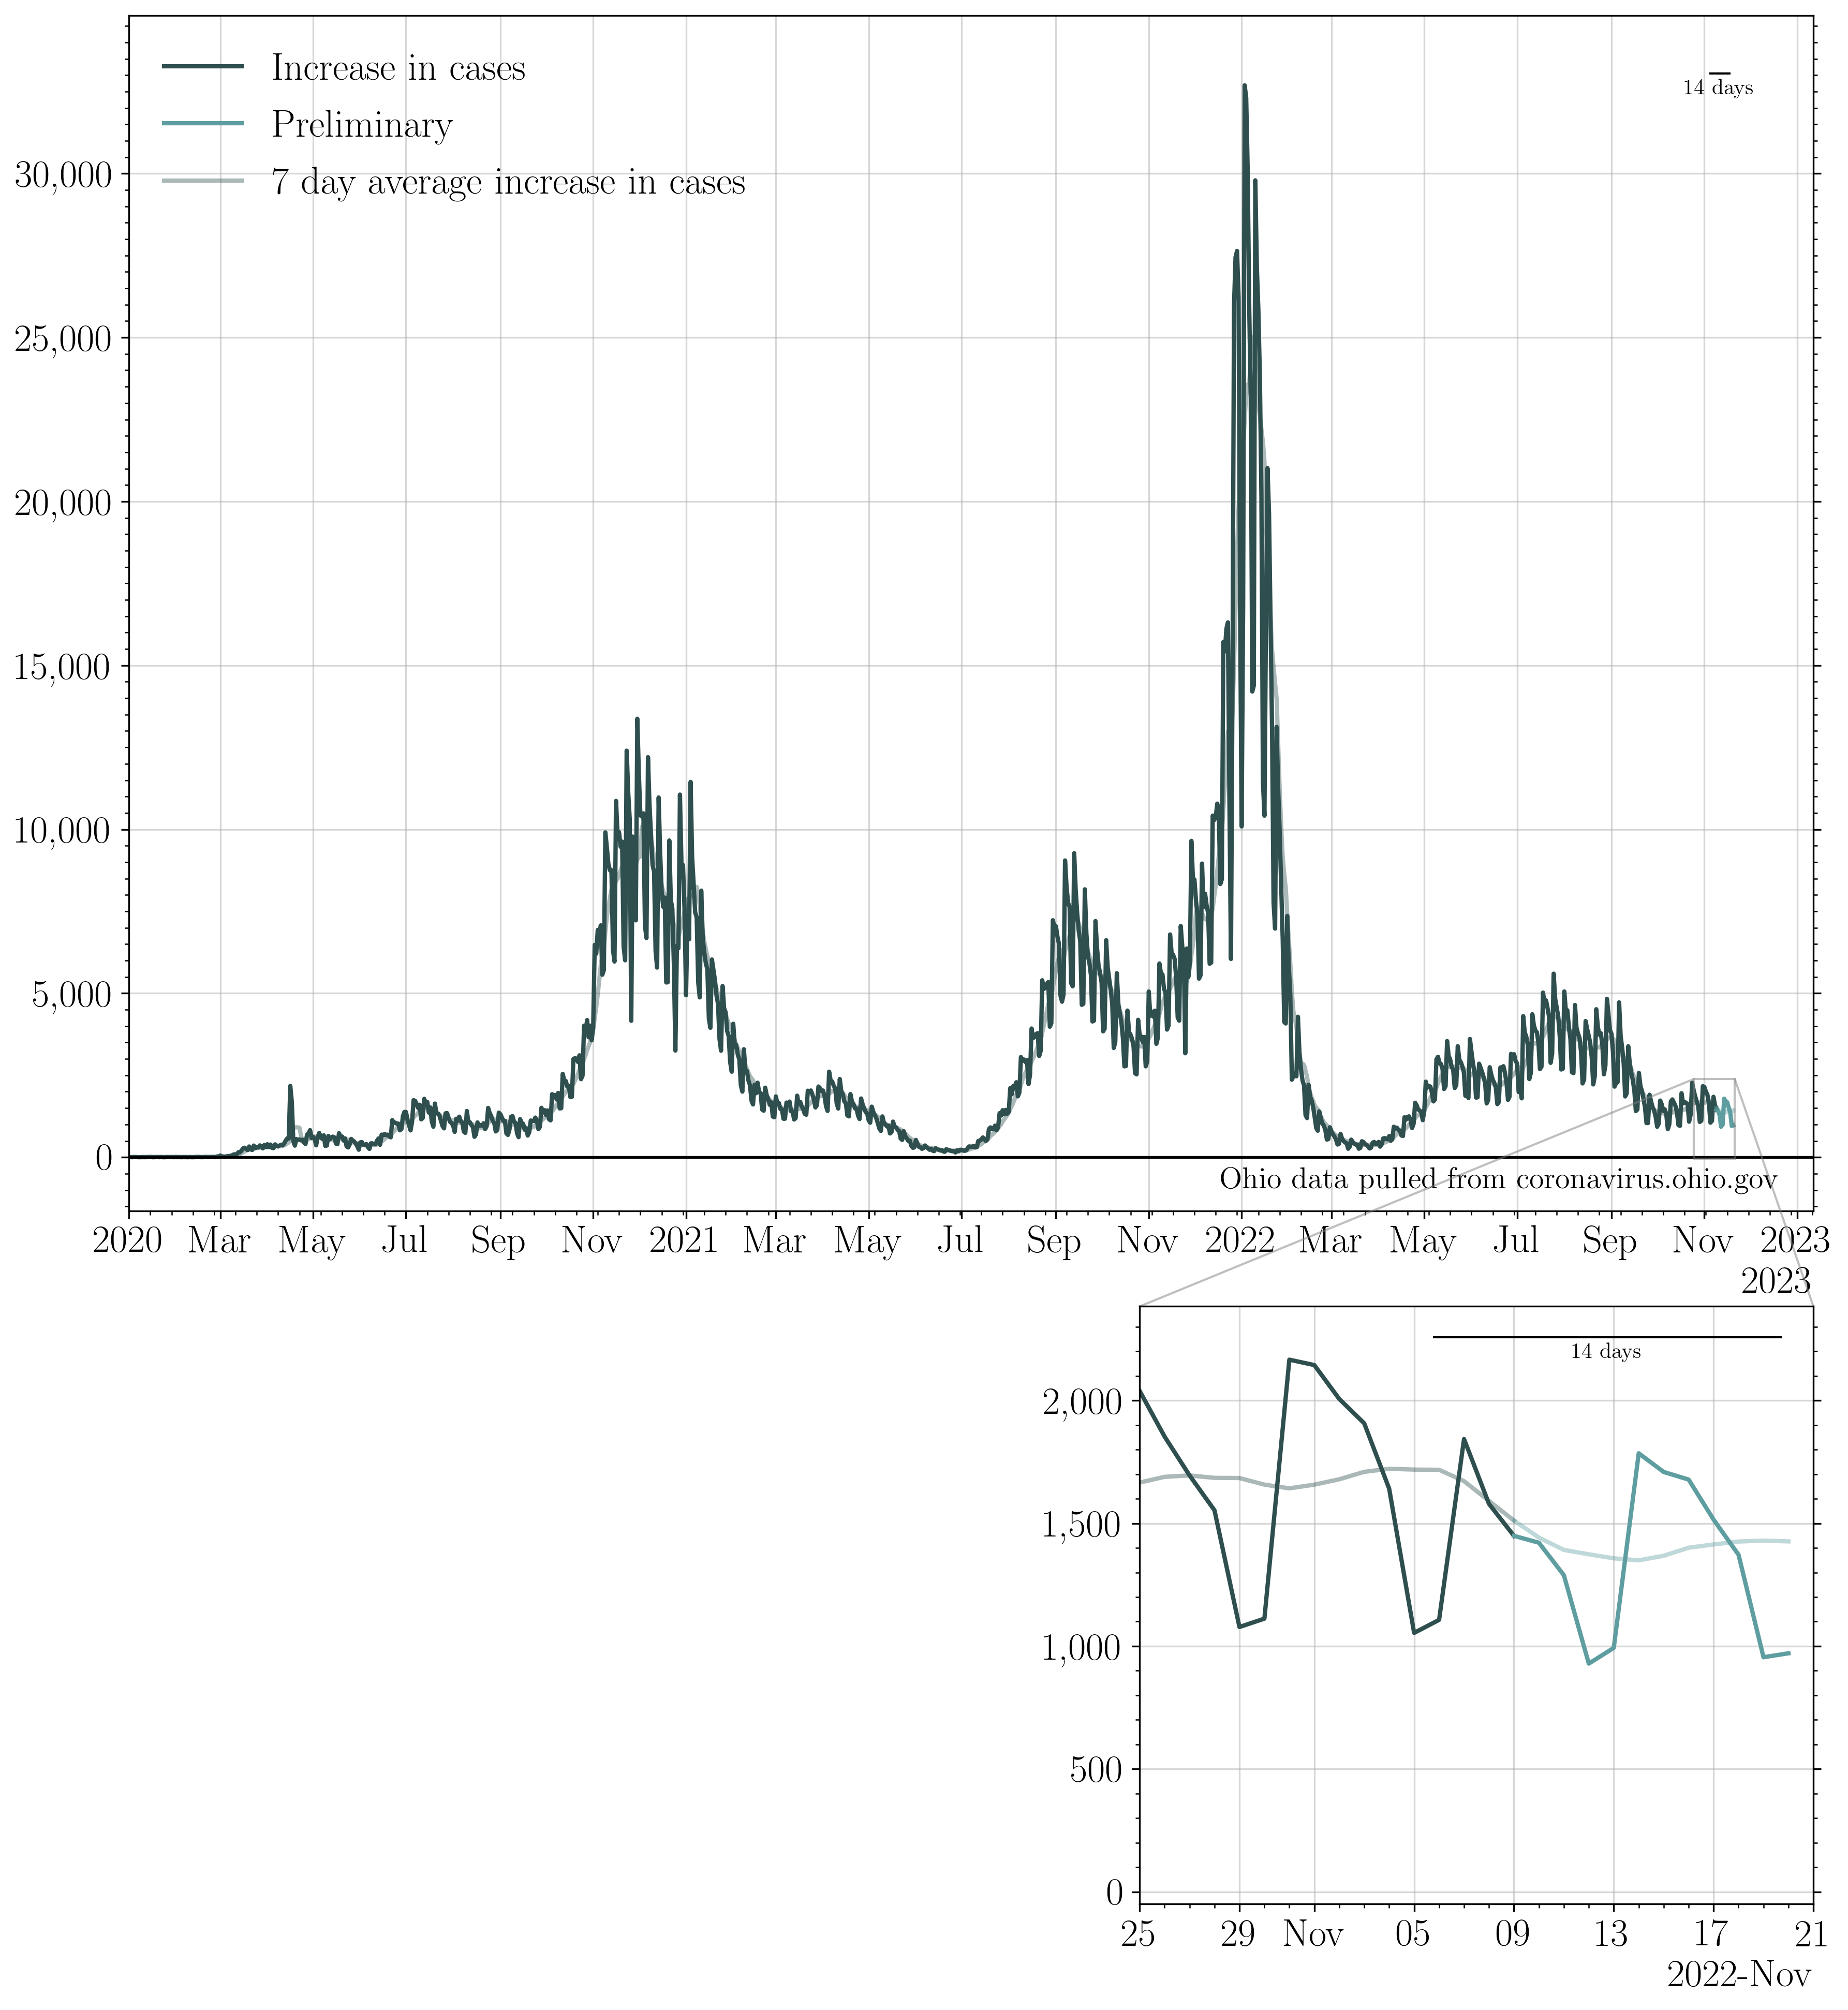 Increase in cases
Preliminary
7 day average increase in cases
14 days
30,000
25,000
20,000
15,000
10,000
5,000
0
Ohio data pulled from coronavirus.ohio.gov
2020 Mar May Jul Sep Nov 2021 Mar May Jul Sep Nov 2022 Mar May Jul Sep Nov 2023
2023
14 days
2,000
1,500
1,000
500
0
25 29 Nov 05 09 13 17 21
2022-Nov